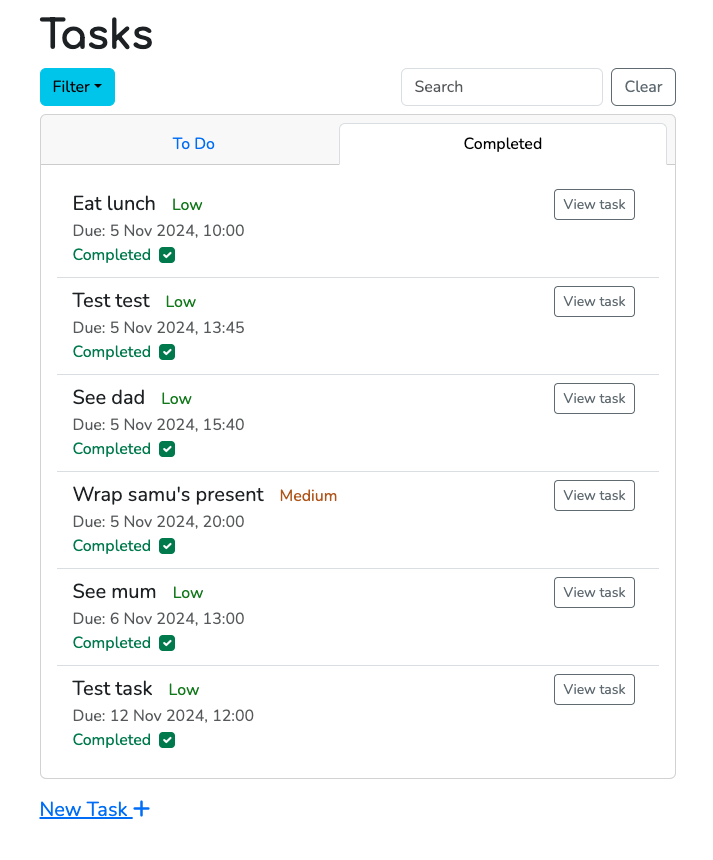 Tasks
Filter
Search
Clear
To Do
Completed
Eat lunch Low
View task
Due: 5 Nov 2024, 10:00
Completed
Test test Low
View task
Due: 5 Nov 2024, 13:45
Completed
See dad Low
View task
Due: 5 Nov 2024, 15:40
Completed
Wrap samu's present Medium
View task
Due: 5 Nov 2024, 20:00
Completed
See mum Low
View task
Due: 6 Nov 2024, 13:00
Completed
Test task Low
View task
Due: 12 Nov 2024, 12:00
Completed
New Task +